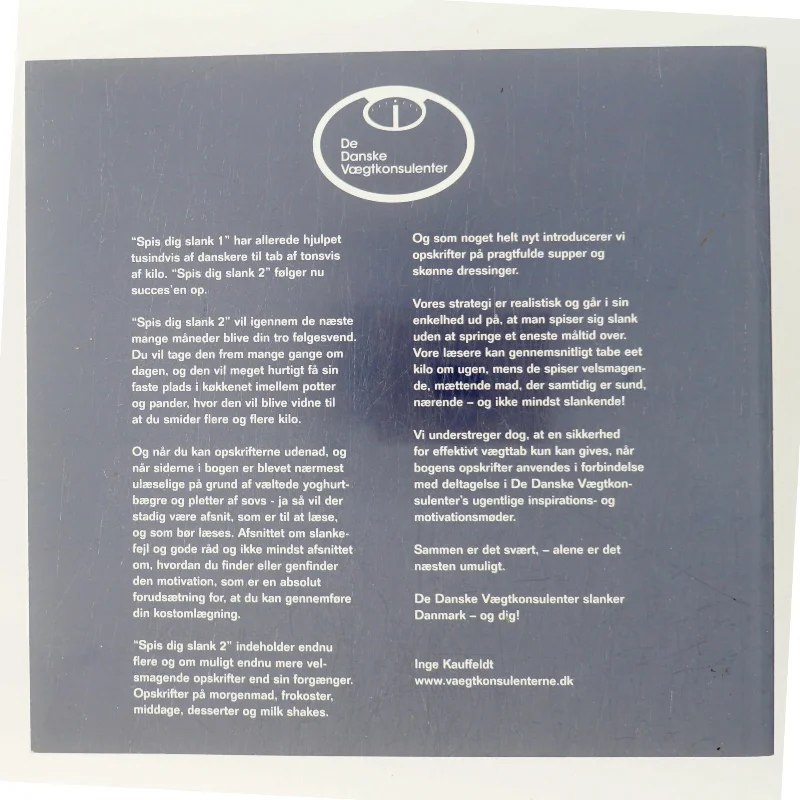 De
Danske
Vægtkonsulenter
"Spis dig slank 1" har allerede hjulpet
tusindvis af danskere til tab af tonsvis
af kilo. "Spis dig slank 2" følger nu
succes'en op.
"Spis dig slank 2" vil igennem de næste
mange måneder blive din tro følgesvend.
Du vil tage den frem mange gange om
dagen, og den vil meget hurtigt få sin
faste plads i køkkenet imellem potter
og pander, hvor den vil blive vidne til
at du smider flere og flere kilo.
Og når du kan opskrifterne udenad, og
når siderne i bogen er blevet nærmest
ulæselige på grund af væltede yoghurt-
bægre og pletter af sovs - ja så vil der
stadig være afsnit, som er til at læse,
og som bør læses. Afsnittet om slanke-
fejl og gode råd og ikke mindst afsnittet
om, hvordan du finder eller genfinder
den motivation, som er en absolut
forudsætning for, at du kan gennemføre
din kostomlægning.
"Spis dig slank 2" indeholder endnu
flere og om muligt endnu mere vel-
smagende opskrifter end sin forgænger.
Opskrifter på morgenmad, frokoster,
middage, desserter og milk shakes.
Og som noget helt nyt introducerer vi
opskrifter på pragtfulde supper og
skønne dressinger.
Vores strategi er realistisk og går i sin
enkelhed ud på, at man spiser sig slank
uden at springe et eneste måltid over.
Vore læsere kan gennemsnitligt tabe eet
kilo om ugen, mens de spiser velsmagen-
de, mættende mad, der samtidig er sund,
nærende – og ikke mindst slankende!
Vi understreger dog, at en sikkerhed
for effektivt vægttab kun kan gives, når
bogens opskrifter anvendes i forbindelse
med deltagelse i De Danske Vægtkon-
sulenter's ugentlige inspirations- og
motivationsmøder.
Sammen er det svært, – alene er det
næsten umuligt.
De Danske Vægtkonsulenter slanker
Danmark – og dig!
Inge Kauffeldt
www.vaegtkonsulenterne.dk